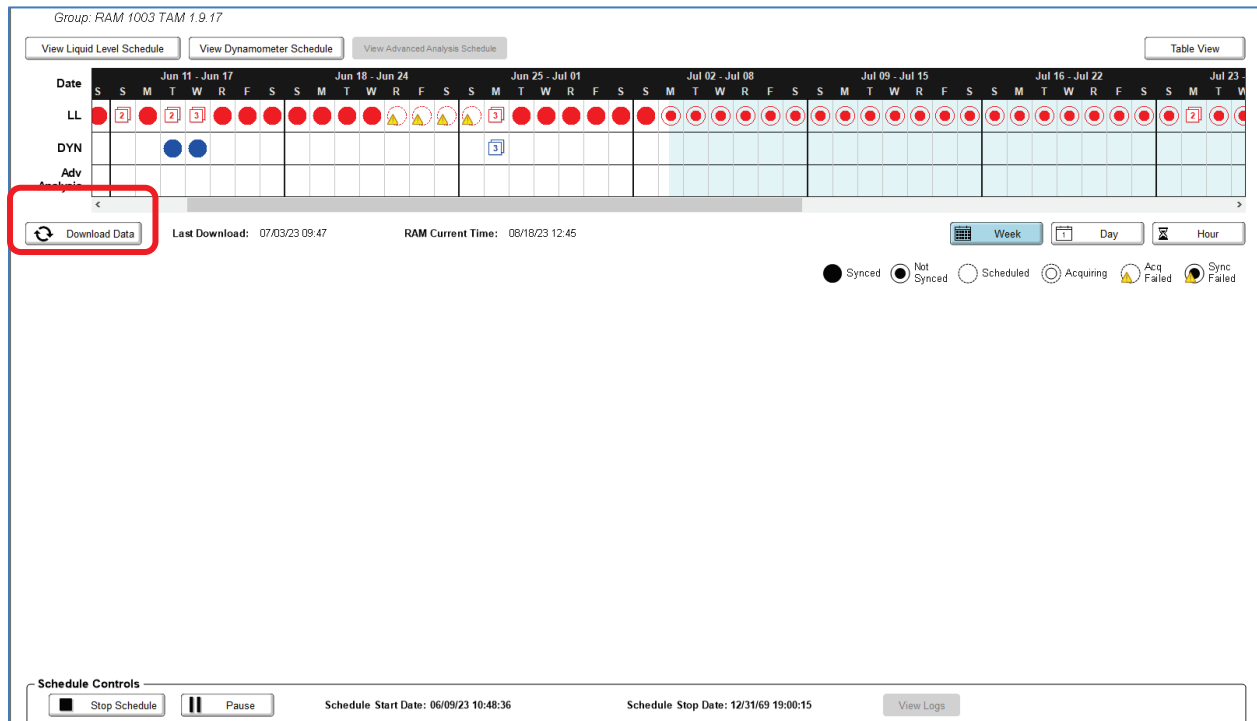 Group: RAM 1003 TAM 1.9.17
View Liquid Level Schedule View Dynamometer Schedule View Advanced Analysis Schedule Table View
Jun 11 - Jun 17 Jun 18 - Jun 24 Jun 25 - Jul 01 Jul 02 - Jul 08 Jul 09 - Jul 15 Jul 16 - Jul 22 Jul 23 -
Date
S S M T W R F S S M T W R F S S M T W R F S S M T W R F S S M T W R F S S M T W R F S S M T W
LL 2 2 3 3 2
DYN 3
Adv
Analysis
Download Data Last Download: 07/03/23 09:47 RAM Current Time: 08/18/23 12:45 Week 1 Day Hour
Synced Not Synced Scheduled Acquiring Acq Failed Sync Failed
Schedule Controls
Stop Schedule Pause Schedule Start Date: 06/09/23 10:48:36 Schedule Stop Date: 12/31/69 19:00:15 View Logs